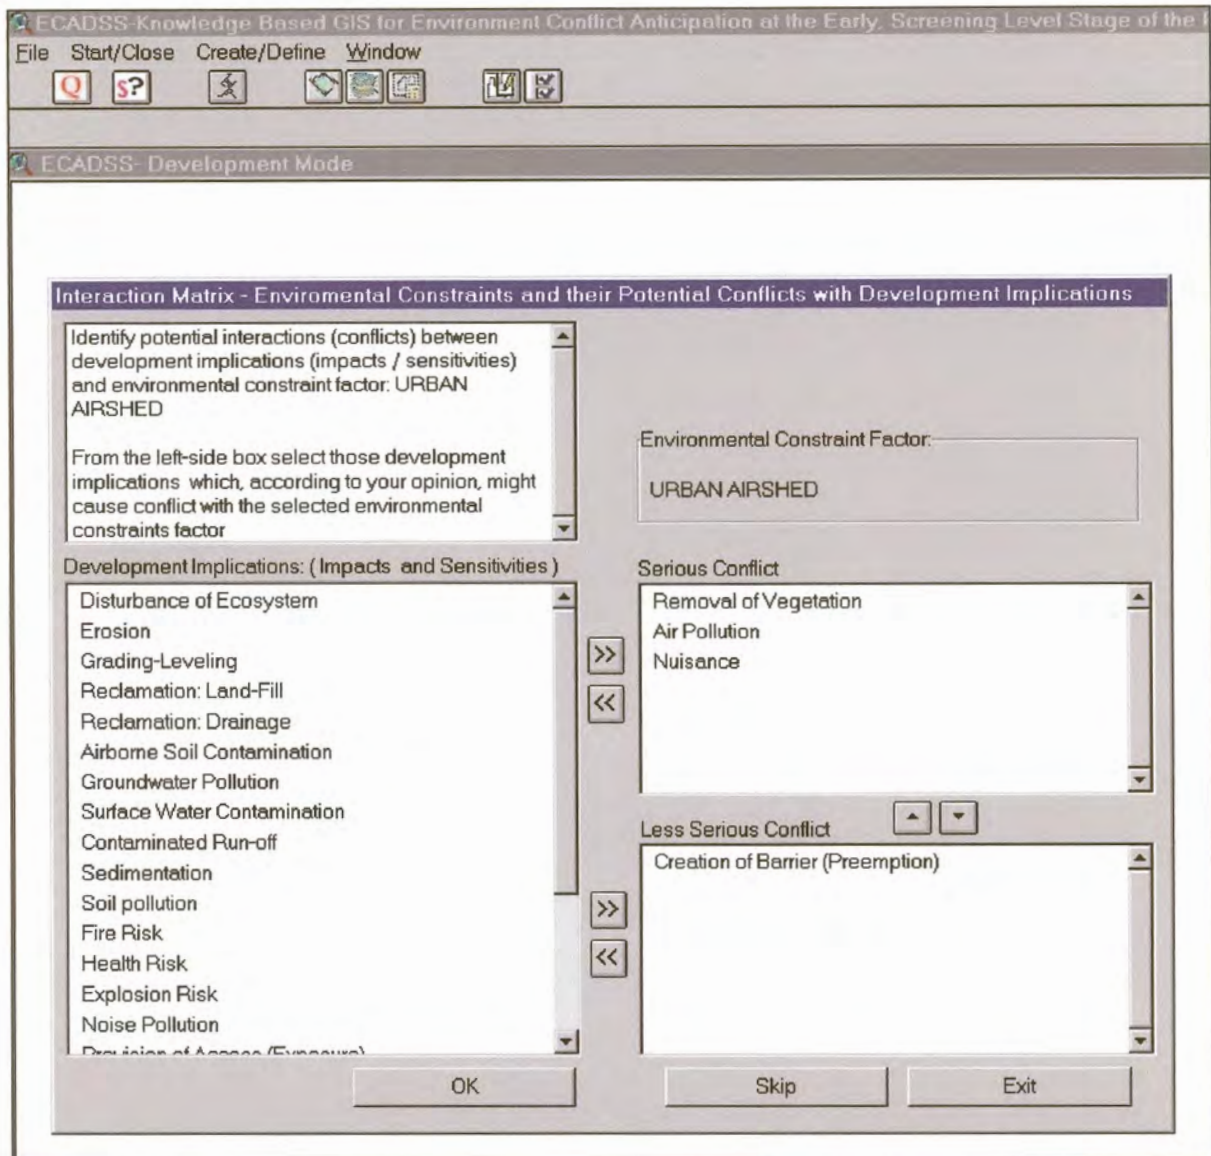 ECADSS-Knowledge Based GIS for Environment Conflict Anticipation at the Early, Screening Level Stage of the
File Start/Close Create/Define Window
Q S?
ECADSS- Development Mode
Interaction Matrix - Enviromental Constraints and their Potential Conflicts with Development Implications
Identify potential interactions (conflicts) between
development implications (impacts / sensitivities)
and environmental constraint factor: URBAN
AIRSHED
From the left-side box select those development
implications which, according to your opinion, might
cause conflict with the selected environmental
constraints factor
Environmental Constraint Factor:
URBAN AIRSHED
Development Implications: ( Impacts and Sensitivities )
Disturbance of Ecosystem
Erosion
Grading-Leveling
Reclamation: Land-Fill
Reclamation: Drainage
Airborne Soil Contamination
Groundwater Pollution
Surface Water Contamination
Contaminated Run-off
Sedimentation
Soil pollution
Fire Risk
Health Risk
Explosion Risk
Noise Pollution
Provision of Access (Exposure)
>>
<<
>>
<<
Serious Conflict
Removal of Vegetation
Air Pollution
Nuisance
Less Serious Conflict
Creation of Barrier (Preemption)
OK Skip Exit